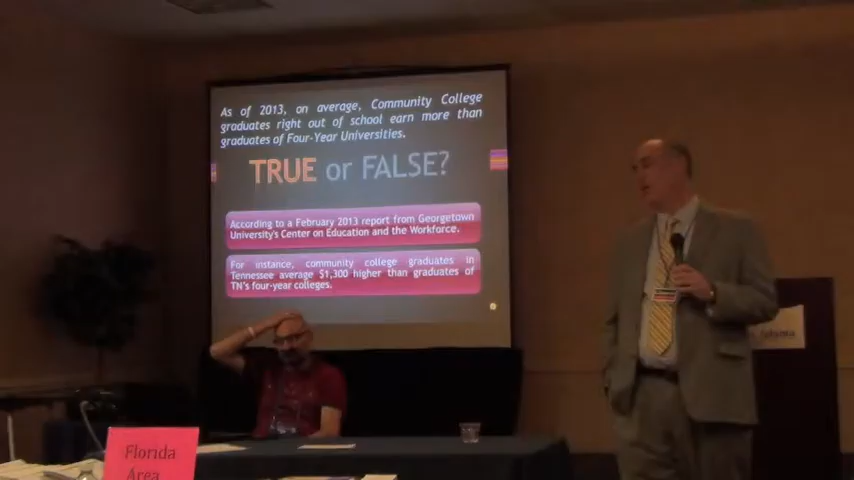 As of 2013, on average, Community College
graduates right out of school earn more than
graduates of Four-Year Universities.
TRUE or FALSE?
According to a February 2013 report from Georgetown
University's Center on Education and the Workforce.
For instance, community college graduates in
Tennessee average $1,300 higher than graduates of
TN's four-year colleges.
Florida
Area